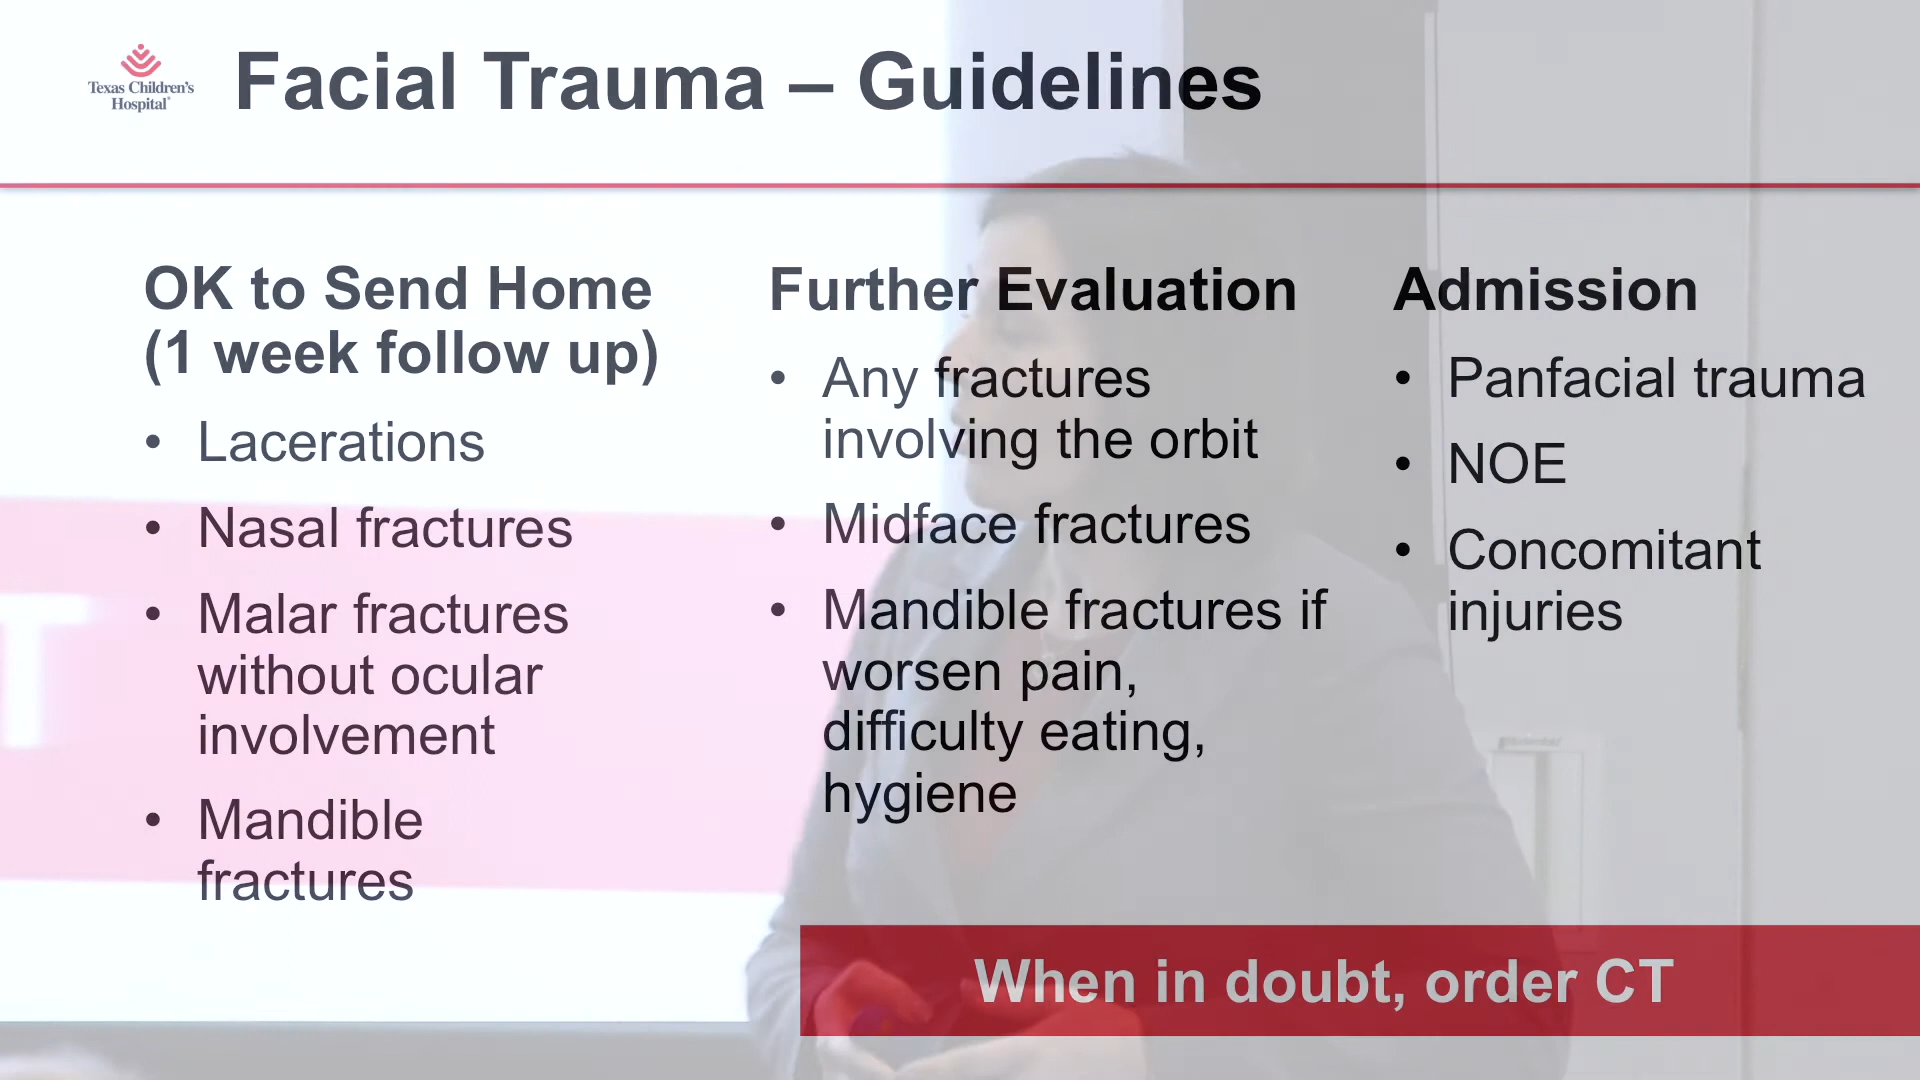 Texas Children's
Hospital
Facial Trauma – Guidelines
OK to Send Home
(1 week follow up)
• Lacerations
• Nasal fractures
• Malar fractures
without ocular
involvement
• Mandible
fractures
Further Evaluation
• Any fractures
involving the orbit
• Midface fractures
• Mandible fractures if
worsen pain,
difficulty eating,
hygiene
Admission
• Panfacial trauma
• NOE
• Concomitant
injuries
When in doubt, order CT
T